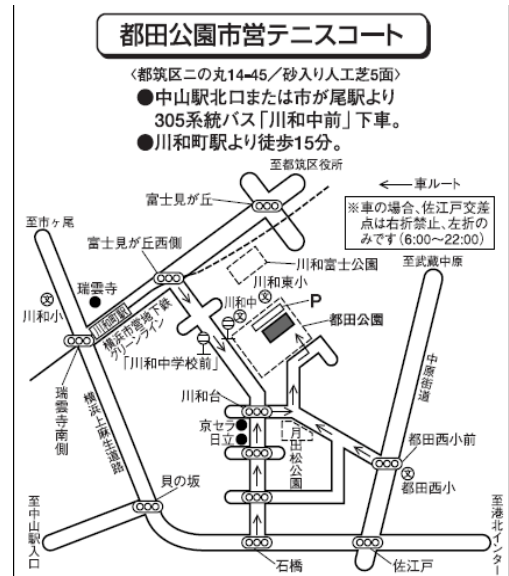 都田公園市営テニスコート
〈都筑区二の丸14-45／砂入り人工芝5面〉
●中山駅北口または市が尾駅より
305系統バス「川和中前」下車。
●川和町駅より徒歩15分。
至都筑区役所
富士見が丘
車ルート
※車の場合、佐江戸交差
点は右折禁止、左折の
みです(6:00〜22:00)
至市ヶ尾
富士見が丘西側
川和富士公園
至武蔵中原
瑞雲寺
川和東小
文
文
川和中
P
川和小
川和町駅
横浜市営地下鉄
グリーンライン
都田公園
「川和中学校前」
中原街道
瑞雲寺南側
横浜上麻生道路
川和台
京セラ
日立
月出松公園
都田西小前
文
都田西小
貝の坂
至中山駅入口
石橋
佐江戸
至港北インター